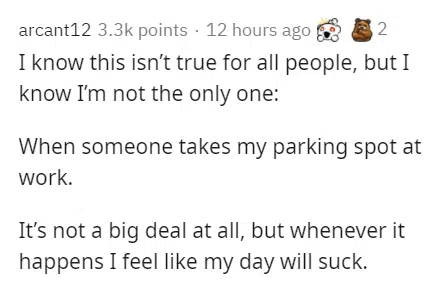 arcant12 3.3k points · 12 hours ago 2
I know this isn’t true for all people, but I
know I’m not the only one:
When someone takes my parking spot at
work.
It’s not a big deal at all, but whenever it
happens I feel like my day will suck.